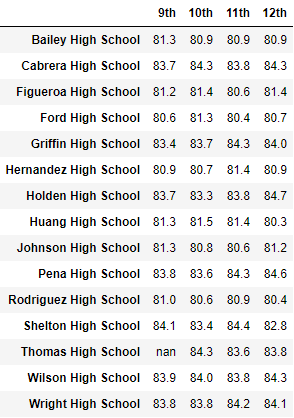 9th 10th 11th 12th
Bailey High School 81.3 80.9 80.9 80.9
Cabrera High School 83.7 84.3 83.8 84.3
Figueroa High School 81.2 81.4 80.6 81.4
Ford High School 80.6 81.3 80.4 80.7
Griffin High School 83.4 83.7 84.3 84.0
Hernandez High School 80.9 80.7 81.4 80.9
Holden High School 83.7 83.3 83.8 84.7
Huang High School 81.3 81.5 81.4 80.3
Johnson High School 81.3 80.8 80.6 81.2
Pena High School 83.8 83.6 84.3 84.6
Rodriguez High School 81.0 80.6 80.9 80.4
Shelton High School 84.1 83.4 84.4 82.8
Thomas High School nan 84.3 83.6 83.8
Wilson High School 83.9 84.0 83.8 84.3
Wright High School 83.8 83.8 84.2 84.1